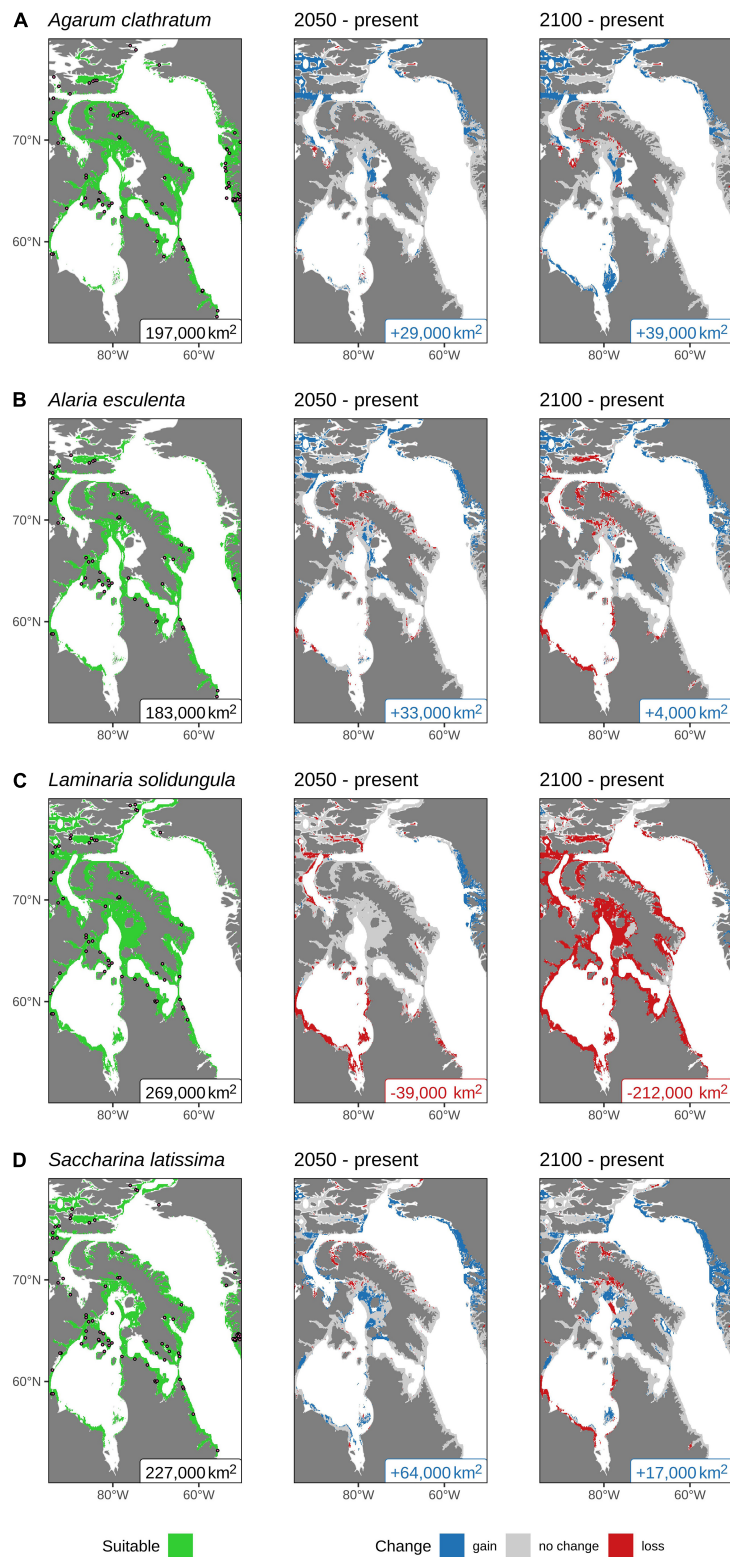 A Agarum clathratum 2050 - present 2100 - present
70°N
60°N
197,000 km² +29,000 km² +39,000 km²
80°W 60°W 80°W 60°W 80°W 60°W
B Alaria esculenta 2050 - present 2100 - present
70°N
60°N
183,000 km² +33,000 km² +4,000 km²
80°W 60°W 80°W 60°W 80°W 60°W
C Laminaria solidungula 2050 - present 2100 - present
70°N
60°N
269,000 km² -39,000 km² -212,000 km²
80°W 60°W 80°W 60°W 80°W 60°W
D Saccharina latissima 2050 - present 2100 - present
70°N
60°N
227,000 km² +64,000 km² +17,000 km²
80°W 60°W 80°W 60°W 80°W 60°W
Suitable Change gain no change loss